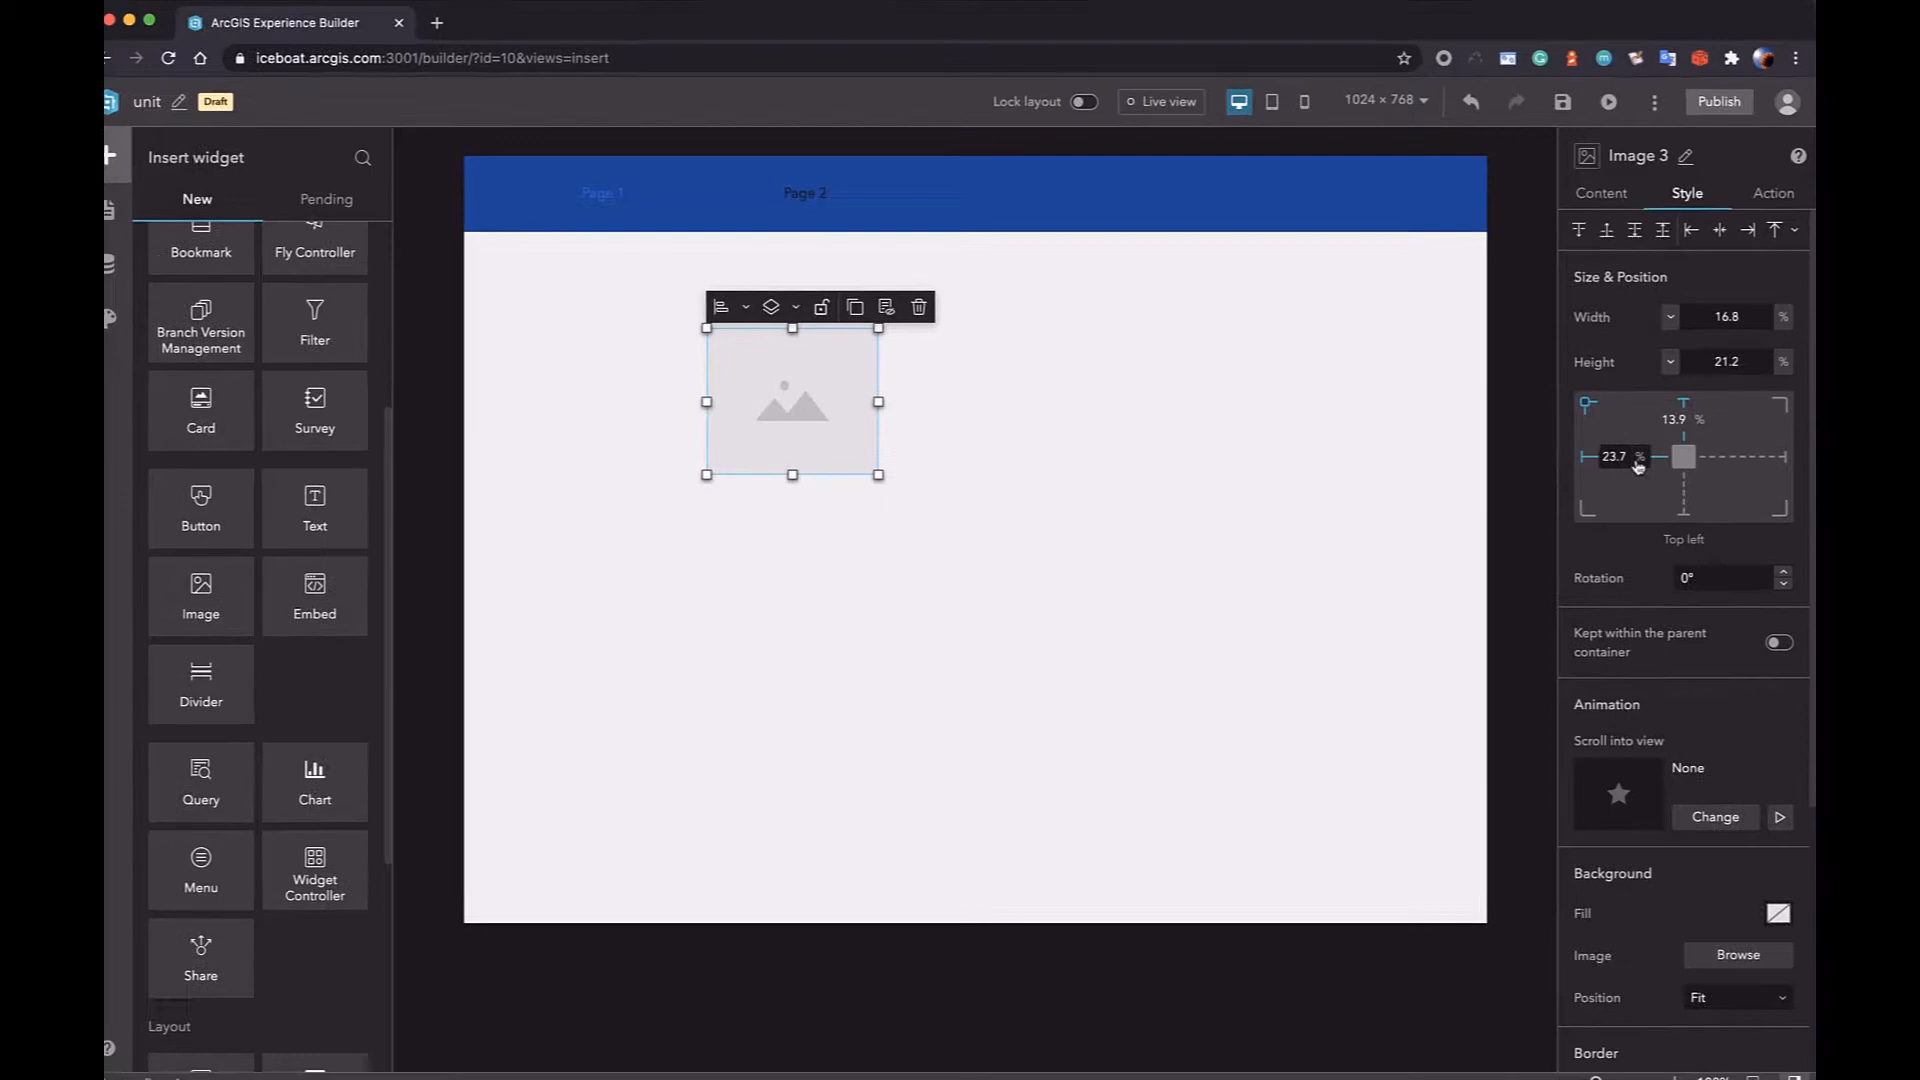 ArcGIS Experience Builder
iceboat.arcgis.com:3001/builder/?id=10&views=insert
unit
Draft
Lock layout
Live view
1024 × 768
Publish
Insert widget
New
Pending
Bookmark
Fly Controller
Branch Version
Management
Filter
Card
Survey
Button
Text
Image
Embed
Divider
Query
Chart
Menu
Widget
Controller
Share
Layout
Page 1
Page 2
Image 3
Content
Style
Action
Size & Position
Width
16.8
%
Height
21.2
%
13.9 %
23.7 %
Top left
Rotation
0°
Kept within the parent
container
Animation
Scroll into view
None
Change
Background
Fill
Image
Browse
Position
Fit
Border